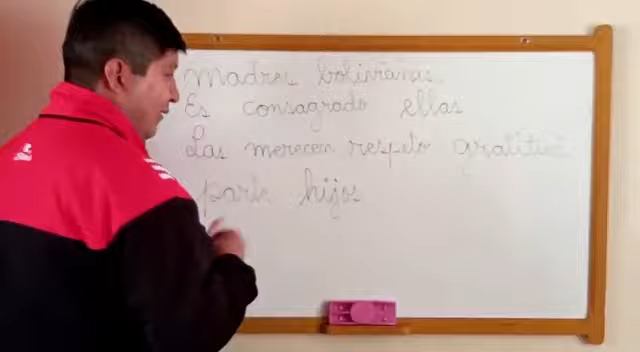 madres bolivianas
Es consagrado ellas
Las merecen respeto gratitud
parte hijos